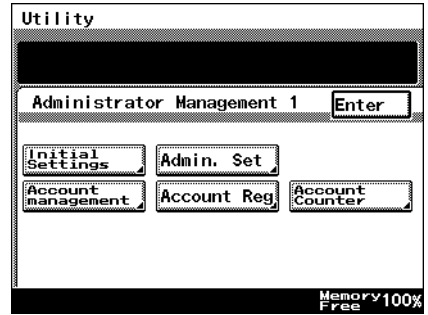 Utility
Administrator Management 1 Enter
Initial
Settings
Admin. Set
Account
management
Account Reg
Account
Counter
Memory
Free 100%